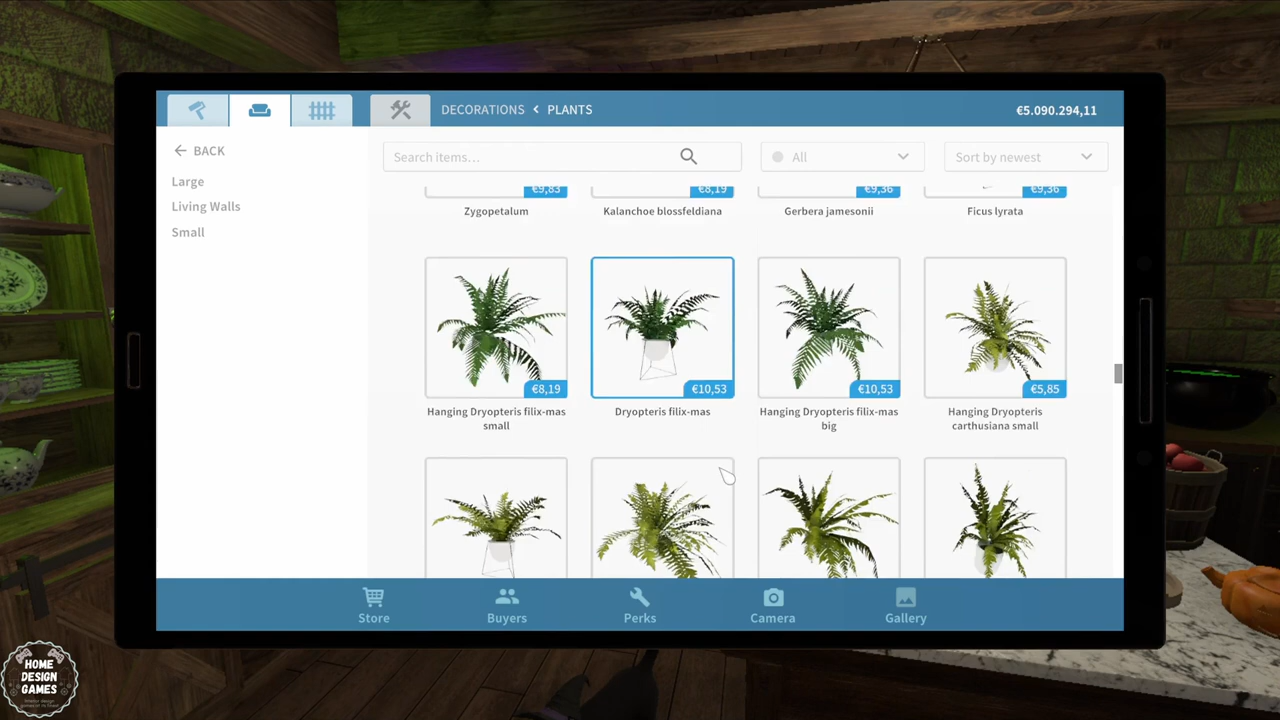 DECORATIONS < PLANTS
€5.090.294,11
BACK
Large
Living Walls
Small
Search items...
All
Sort by newest
€9,83
€8,19
€9,36
€9,36
Zygopetalum
Kalanchoe blossfeldiana
Gerbera jamesonii
Ficus lyrata
€8,19
€10,53
€10,53
€5,85
Hanging Dryopteris filix-mas
small
Dryopteris filix-mas
Hanging Dryopteris filix-mas
big
Hanging Dryopteris
carthusiana small
Store
Buyers
Perks
Camera
Gallery
HOME
DESIGN
GAMES